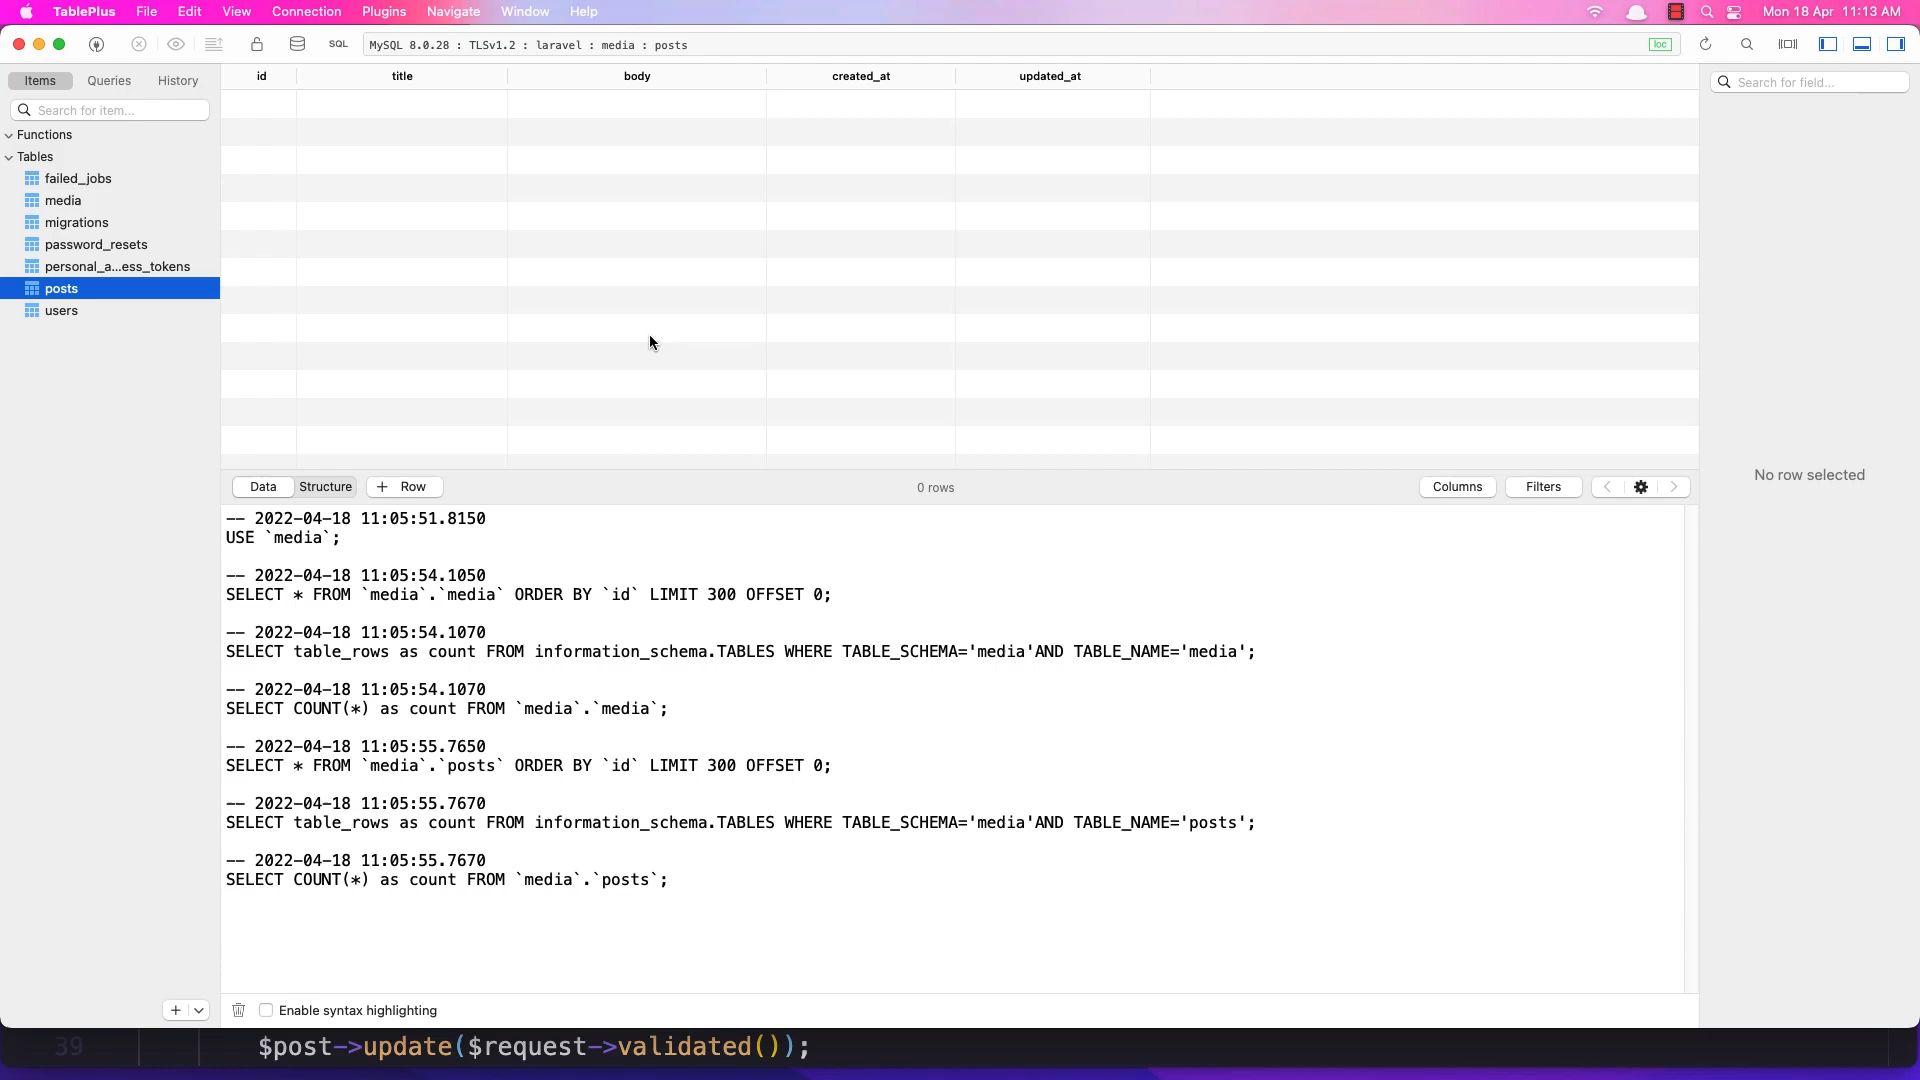 TablePlus File Edit View Connection Plugins Navigate Window Help Mon 18 Apr 11:13 AM
SQL MySQL 8.0.28 : TLSv1.2 : laravel : media : posts loc
Items Queries History
Search for item...
Functions
Tables
failed_jobs
media
migrations
password_resets
personal_a...ess_tokens
posts
users
id title body created_at updated_at
Search for field...
No row selected
Data Structure + Row 0 rows Columns Filters
-- 2022-04-18 11:05:51.8150
USE `media`;
-- 2022-04-18 11:05:54.1050
SELECT * FROM `media`.`media` ORDER BY `id` LIMIT 300 OFFSET 0;
-- 2022-04-18 11:05:54.1070
SELECT table_rows as count FROM information_schema.TABLES WHERE TABLE_SCHEMA='media'AND TABLE_NAME='media';
-- 2022-04-18 11:05:54.1070
SELECT COUNT(*) as count FROM `media`.`media`;
-- 2022-04-18 11:05:55.7650
SELECT * FROM `media`.`posts` ORDER BY `id` LIMIT 300 OFFSET 0;
-- 2022-04-18 11:05:55.7670
SELECT table_rows as count FROM information_schema.TABLES WHERE TABLE_SCHEMA='media'AND TABLE_NAME='posts';
-- 2022-04-18 11:05:55.7670
SELECT COUNT(*) as count FROM `media`.`posts`;
Enable syntax highlighting
39 $post->update($request->validated());